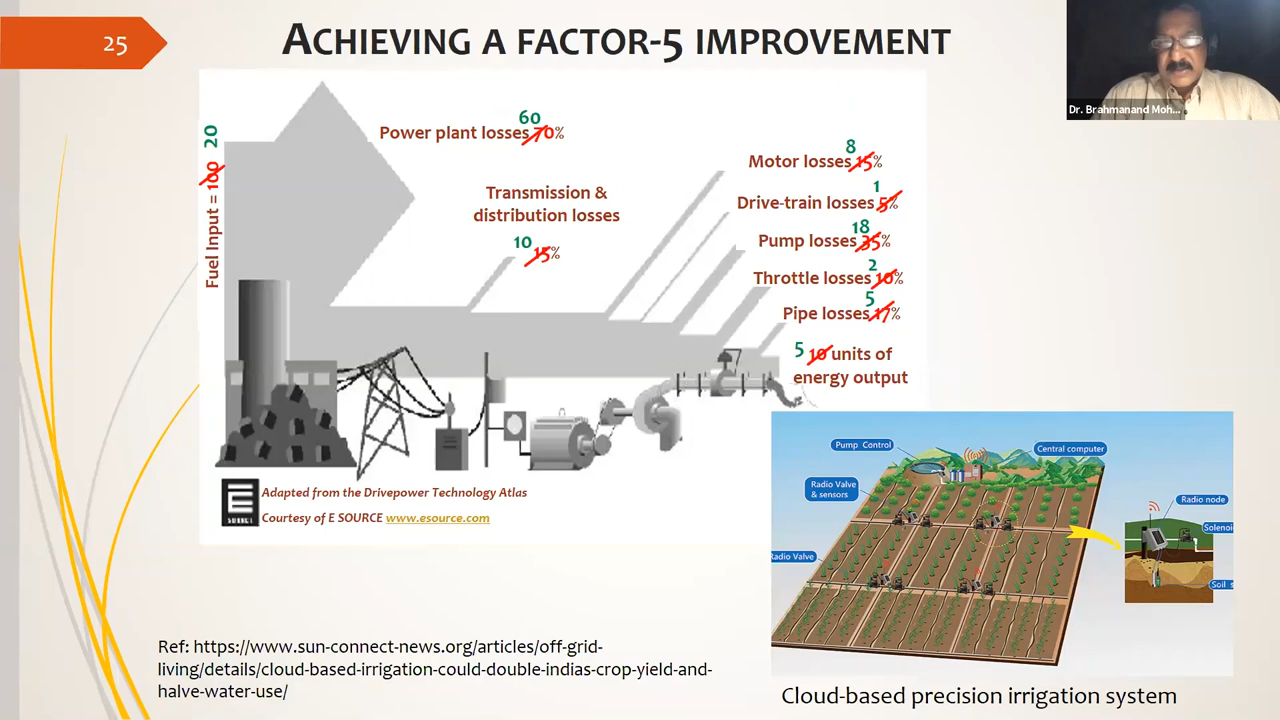 25
ACHIEVING A FACTOR-5 IMPROVEMENT
Dr. Brahmanand Moh...
20
Fuel Input = 100
60
Power plant losses 70%
Transmission &
distribution losses
10
15%
8
Motor losses 15%
1
Drive-train losses 5%
18
Pump losses 35%
2
Throttle losses 10%
5
Pipe losses 17%
5 10 units of
energy output
E
SOURCE
Adapted from the Drivepower Technology Atlas
Courtesy of E SOURCE www.esource.com
Pump Control
Central computer
Radio Valve
& sensors
Radio node
Solenoi
Radio Valve
Soil s
Ref: https://www.sun-connect-news.org/articles/off-grid-
living/details/cloud-based-irrigation-could-double-indias-crop-yield-and-
halve-water-use/
Cloud-based precision irrigation system